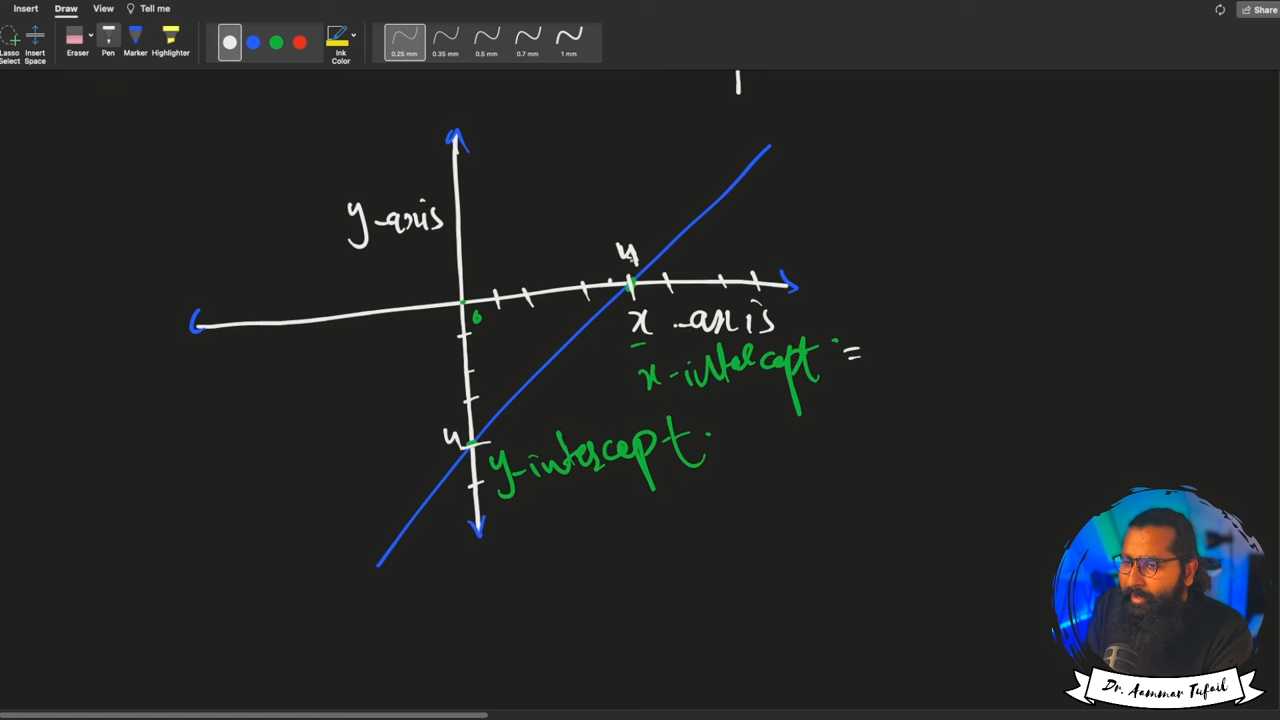 Insert Draw View Tell me
Share
Lasso Select
Insert Space
Eraser
Pen
Marker
Highlighter
Ink Color
0.25 mm
0.35 mm
0.5 mm
0.7 mm
1 mm
y-axis
4
0
x-axis
x-intercept =
4
y-intercept.
Dr. Aammar Tufail